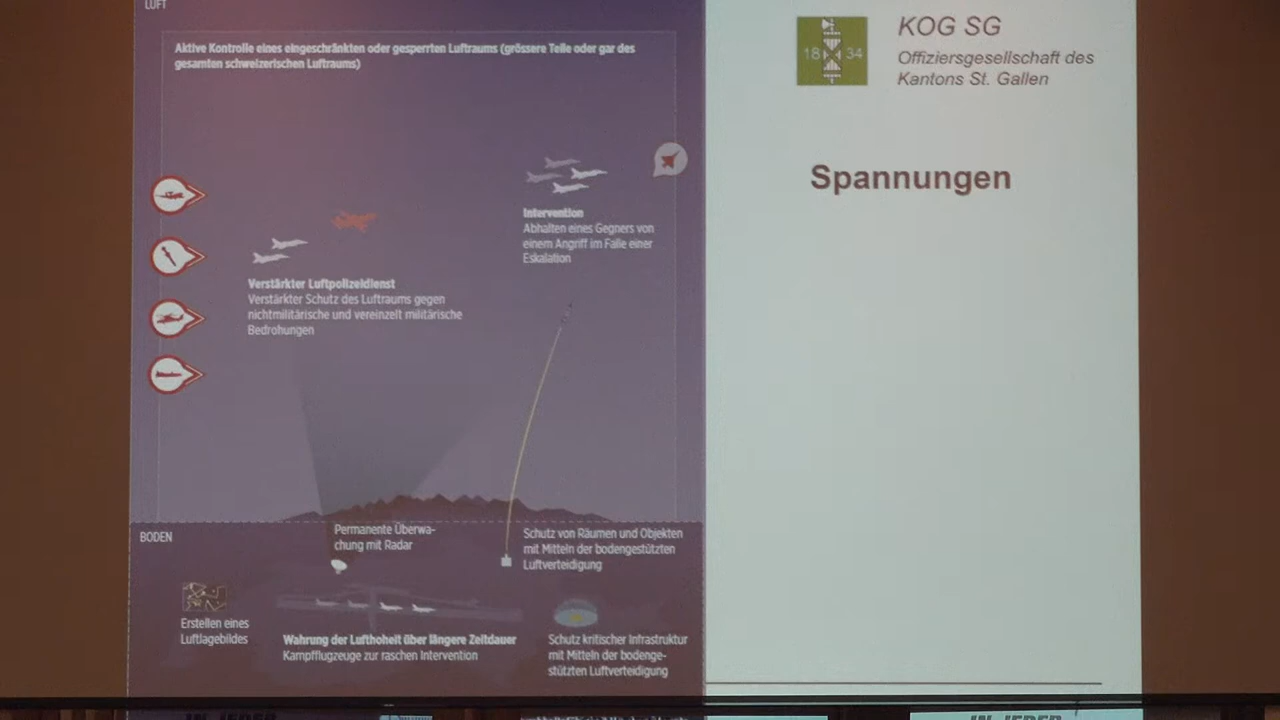 LUFT
Aktive Kontrolle eines eingeschränkten oder gesperrten Luftraums (grössere Teile oder gar des
gesamten schweizerischen Luftraums)
Intervention
Abhalten eines Gegners von
einem Angriff im Falle einer
Eskalation
Verstärkter Luftpolizeidienst
Verstärkter Schutz des Luftraums gegen
nichtmilitärische und vereinzelt militärische
Bedrohungen
BODEN
Permanente Überwa-
chung mit Radar
Schutz von Räumen und Objekten
mit Mitteln der bodengestützten
Luftverteidigung
Erstellen eines
Luftlagebildes
Wahrung der Lufthoheit über längere Zeitdauer
Kampfflugzeuge zur raschen Intervention
Schutz kritischer Infrastruktur
mit Mitteln der bodenge-
stützten Luftverteidigung
18 34
KOG SG
Offiziersgesellschaft des
Kantons St. Gallen
Spannungen